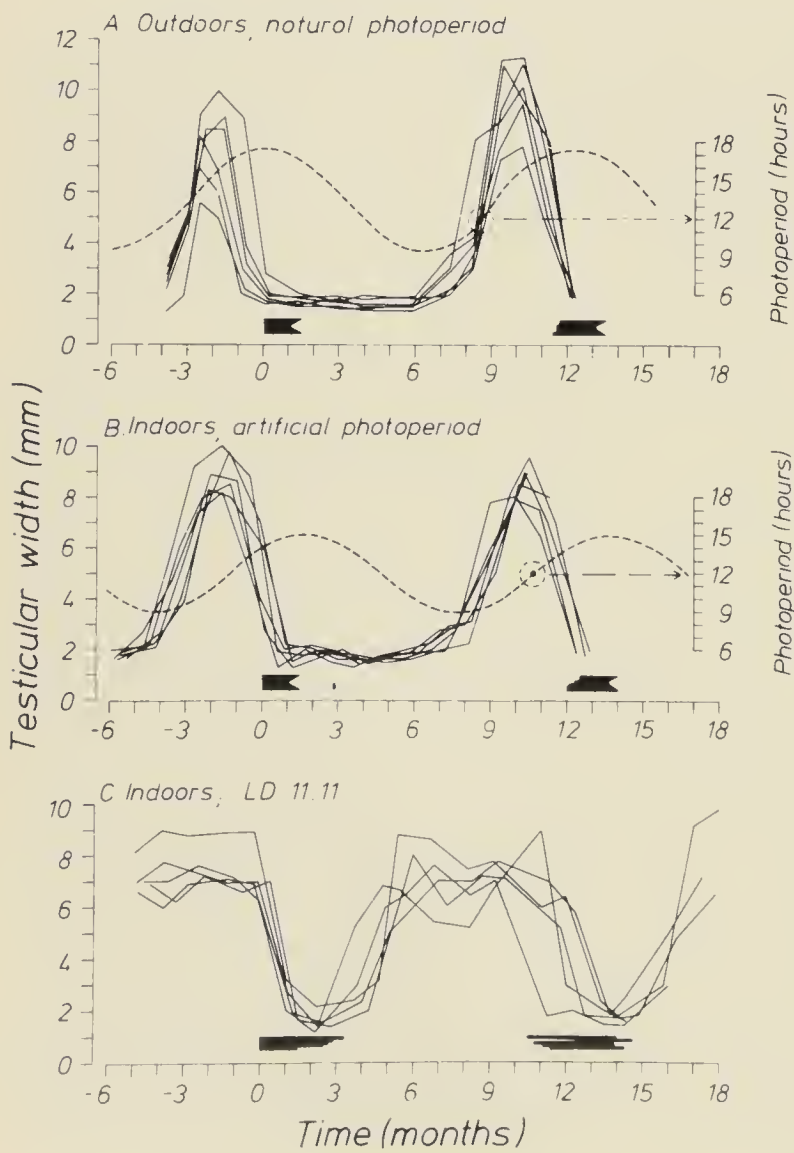 A Outdoors, noturol photoperiod
12
10
8
6
4
2
0
18
15
12
9
6
Photoperiod (hours)
-6 -3 0 3 6 9 12 15 18
B. Indoors, artificial photoperiod
10
8
6
4
2
0
18
15
12
9
6
Photoperiod (hours)
-6 -3 0 3 6 9 12 15 18
Testicular width (mm)
C Indoors, LD 11.11
10
8
6
4
2
0
-6 -3 0 3 6 9 12 15 18
Time (months)